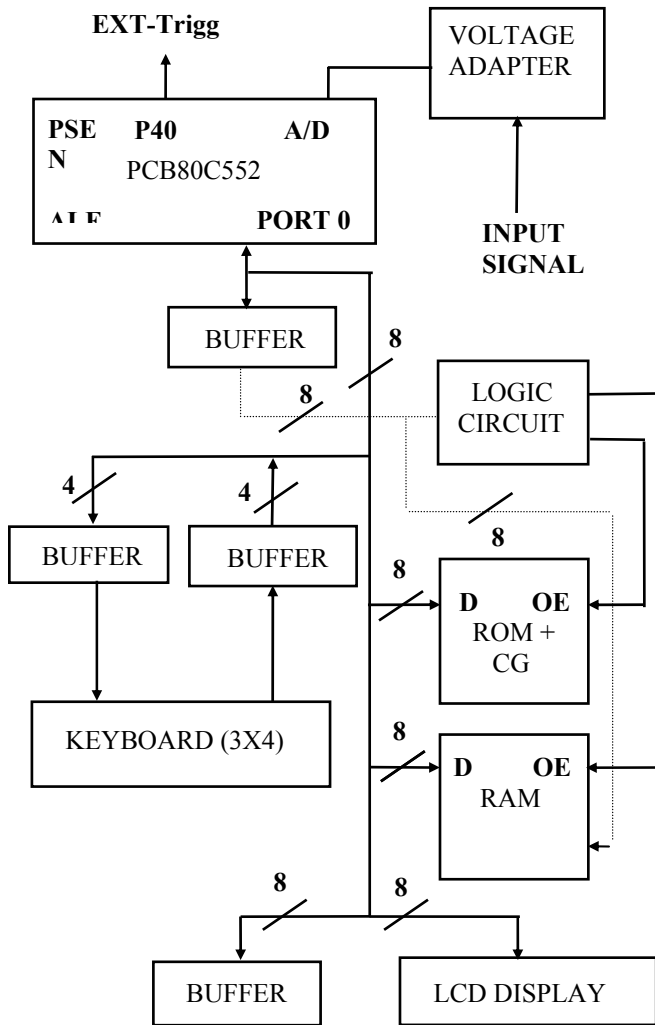 EXT-Trigg
VOLTAGE
ADAPTER
PSE
N
P40
A/D
PCB80C552
PORT 0
INPUT
SIGNAL
BUFFER
8
8
LOGIC
CIRCUIT
4
4
8
BUFFER
BUFFER
8
D OE
ROM +
CG
KEYBOARD (3X4)
8
D OE
RAM
8
8
BUFFER
LCD DISPLAY